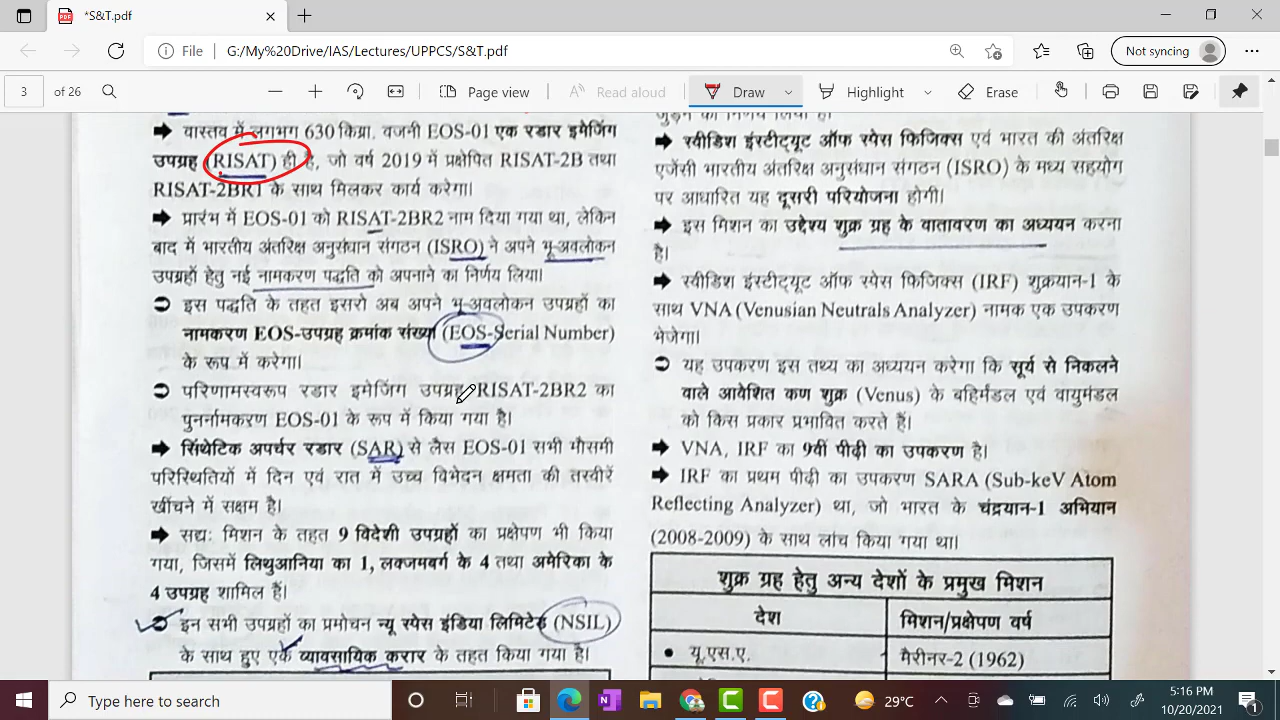 *S&T.pdf
File
G:/My%20Drive/IAS/Lectures/UPPCS/S&T.pdf
Not syncing
3 of 26
Page view
Read aloud
Draw
Highlight
Erase
वास्तव में लगभग 630 किग्रा. वजनी EOS-01 एक रडार इमेजिंग
उपग्रह (RISAT) ही है, जो वर्ष 2019 में प्रक्षेपित RISAT-2B तथा
RISAT-2BR1 के साथ मिलकर कार्य करेगा।
प्रारंभ में EOS-01 को RISAT-2BR2 नाम दिया गया था, लेकिन
बाद में भारतीय अंतरिक्ष अनुसंधान संगठन (ISRO) ने अपने भू-अवलोकन
उपग्रहों हेतु नई नामकरण पद्धति को अपनाने का निर्णय लिया।
इस पद्धति के तहत इसरो अब अपने भू-अवलोकन उपग्रहों का
नामकरण EOS-उपग्रह क्रमांक संख्या (EOS-Serial Number)
के रूप में करेगा।
परिणामस्वरूप रडार इमेजिंग उपग्रह RISAT-2BR2 का
पुनर्नामकरण EOS-01 के रूप में किया गया है।
सिंथेटिक अपर्चर रडार (SAR) से लैस EOS-01 सभी मौसमी
परिस्थितियों में दिन एवं रात में उच्च विभेदन क्षमता की तस्वीरें
खींचने में सक्षम है।
सद्य: मिशन के तहत 9 विदेशी उपग्रहों का प्रक्षेपण भी किया
गया, जिसमें लिथुआनिया का 1, लक्जमबर्ग के 4 तथा अमेरिका के
4 उपग्रह शामिल हैं।
इन सभी उपग्रहों का प्रमोचन न्यू स्पेस इंडिया लिमिटेड (NSIL)
के साथ हुए एक व्यावसायिक करार के तहत किया गया है।
जुड़ने का निर्णय लिया है।
स्वीडिश इंस्टीट्यूट ऑफ स्पेस फिजिक्स एवं भारत की अंतरिक्ष
एजेंसी भारतीय अंतरिक्ष अनुसंधान संगठन (ISRO) के मध्य सहयोग
पर आधारित यह दूसरी परियोजना होगी।
इस मिशन का उद्देश्य शुक्र ग्रह के वातावरण का अध्ययन करना
है।
स्वीडिश इंस्टीट्यूट ऑफ स्पेस फिजिक्स (IRF) शुक्रयान-1 के
साथ VNA (Venusian Neutrals Analyzer) नामक एक उपकरण
भेजेगा।
यह उपकरण इस तथ्य का अध्ययन करेगा कि सूर्य से निकलने
वाले आवेशित कण शुक्र (Venus) के बहिर्मंडल एवं वायुमंडल
को किस प्रकार प्रभावित करते हैं।
VNA, IRF का 9वीं पीढ़ी का उपकरण है।
IRF का प्रथम पीढ़ी का उपकरण SARA (Sub-keV Atom
Reflecting Analyzer) था, जो भारत के चंद्रयान-1 अभियान
(2008-2009) के साथ लांच किया गया था।
शुक्र ग्रह हेतु अन्य देशों के प्रमुख मिशन
देश मिशन/प्रक्षेपण वर्ष
• यू.एस.ए. मैरीनर-2 (1962)
Type here to search
29°C
ENG
5:16 PM
10/20/2021
1